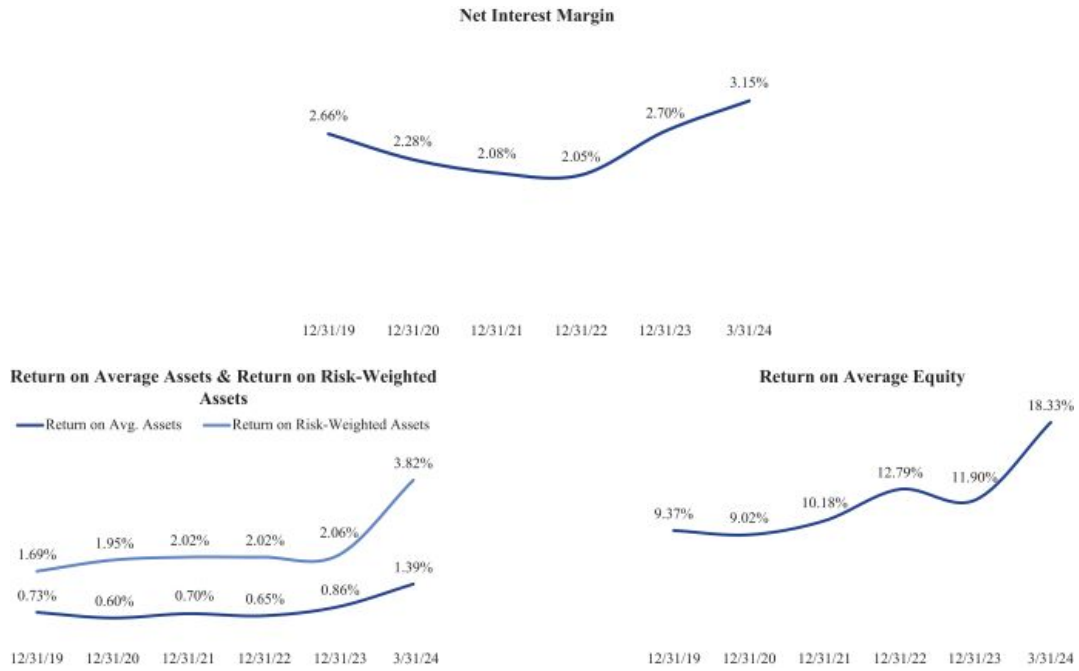 Net Interest Margin
3.15%
2.66%
2.70%
2.28%
2.08%
2.05%
12/31/19 12/31/20 12/31/21 12/31/22 12/31/23 3/31/24
Return on Average Assets & Return on Risk-Weighted
Assets
Return on Avg. Assets Return on Risk-Weighted Assets
3.82%
1.69% 1.95% 2.02% 2.02% 2.06%
1.39%
0.73% 0.60% 0.70% 0.65% 0.86%
12/31/19 12/31/20 12/31/21 12/31/22 12/31/23 3/31/24
Return on Average Equity
18.33%
12.79%
11.90%
9.37% 9.02% 10.18%
12/31/19 12/31/20 12/31/21 12/31/22 12/31/23 3/31/24